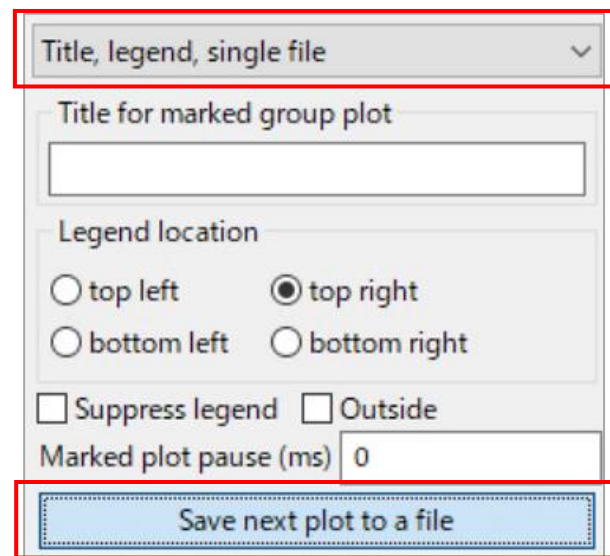 Title, legend, single file
Title for marked group plot
Legend location
top left top right
bottom left bottom right
Suppress legend Outside
Marked plot pause (ms) 0
Save next plot to a file